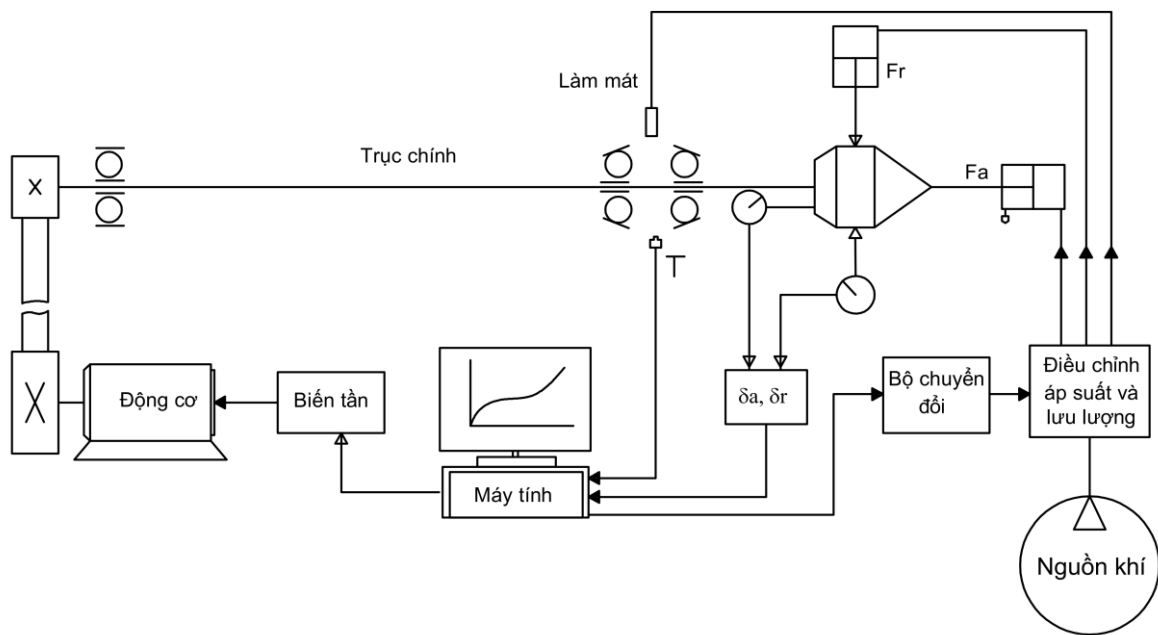 Làm mát
Fr
Trục chính
Fa
T
Động cơ
Biến tần
δa, δr
Bộ chuyển
đổi
Điều chỉnh
áp suất và
lưu lượng
Máy tính
Nguồn khí